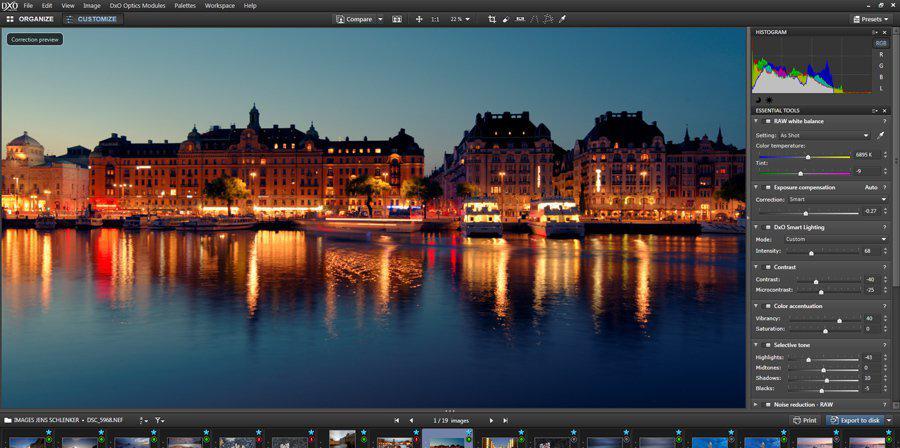 DXO File Edit View Image DxO Optics Modules Palettes Workspace Help
ORGANIZE CUSTOMIZE Compare 1:1 22 % Presets
Correction preview
HISTOGRAM
RGB
R
G
B
L
ESSENTIAL TOOLS
RAW white balance ?
Setting: As Shot
Color temperature:
6895 K
Tint:
-9
Exposure compensation Auto ?
Correction: Smart
-0.27
DxO Smart Lighting ?
Mode: Custom
Intensity: 68
Contrast ?
Contrast: -40
Microcontrast: -25
Color accentuation ?
Vibrancy: 40
Saturation: 0
Selective tone ?
Highlights: -43
Midtones: 0
Shadows: 10
Blacks: -5
Noise reduction - RAW ?
IMAGES JENS SCHLENKER DSC_5968.NEF 1 / 19 images Print Export to disk